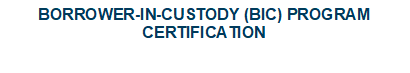 BORROWER-IN-CUSTODY (BIC) PROGRAM
CERTIFICATION